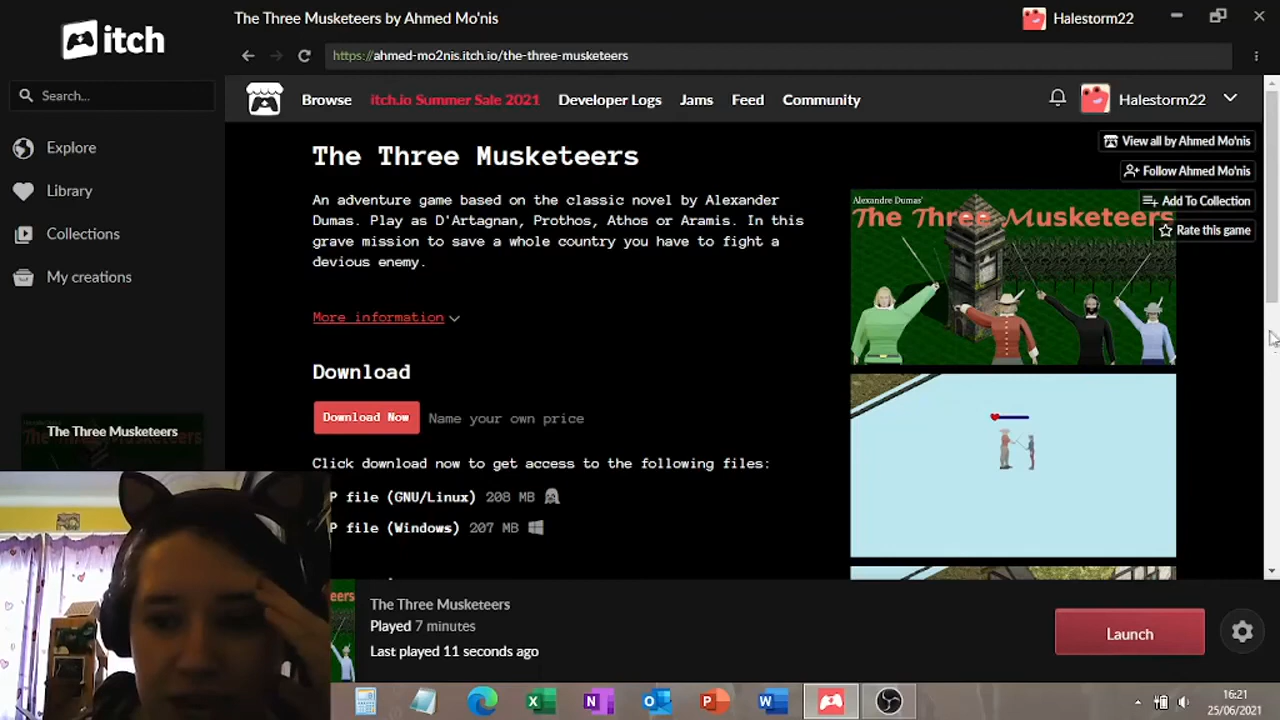 The Three Musketeers by Ahmed Mo'nis
Halestorm22
itch
https://ahmed-mo2nis.itch.io/the-three-musketeers
Search...
Browse
itch.io Summer Sale 2021
Developer Logs
Jams
Feed
Community
Halestorm22
Explore
Library
Collections
My creations
The Three Musketeers
The Three Musketeers
View all by Ahmed Mo'nis
Follow Ahmed Mo'nis
Add To Collection
Rate this game
An adventure game based on the classic novel by Alexander
Dumas. Play as D'Artagnan, Prothos, Athos or Aramis. In this
grave mission to save a whole country you have to fight a
devious enemy.
Alexandre Dumas'
The Three Musketeers
More information
Download
Download Now
Name your own price
Click download now to get access to the following files:
P file (GNU/Linux) 208 MB
P file (Windows) 207 MB
The Three Musketeers
Played 7 minutes
Last played 11 seconds ago
Launch
16:21
25/06/2021